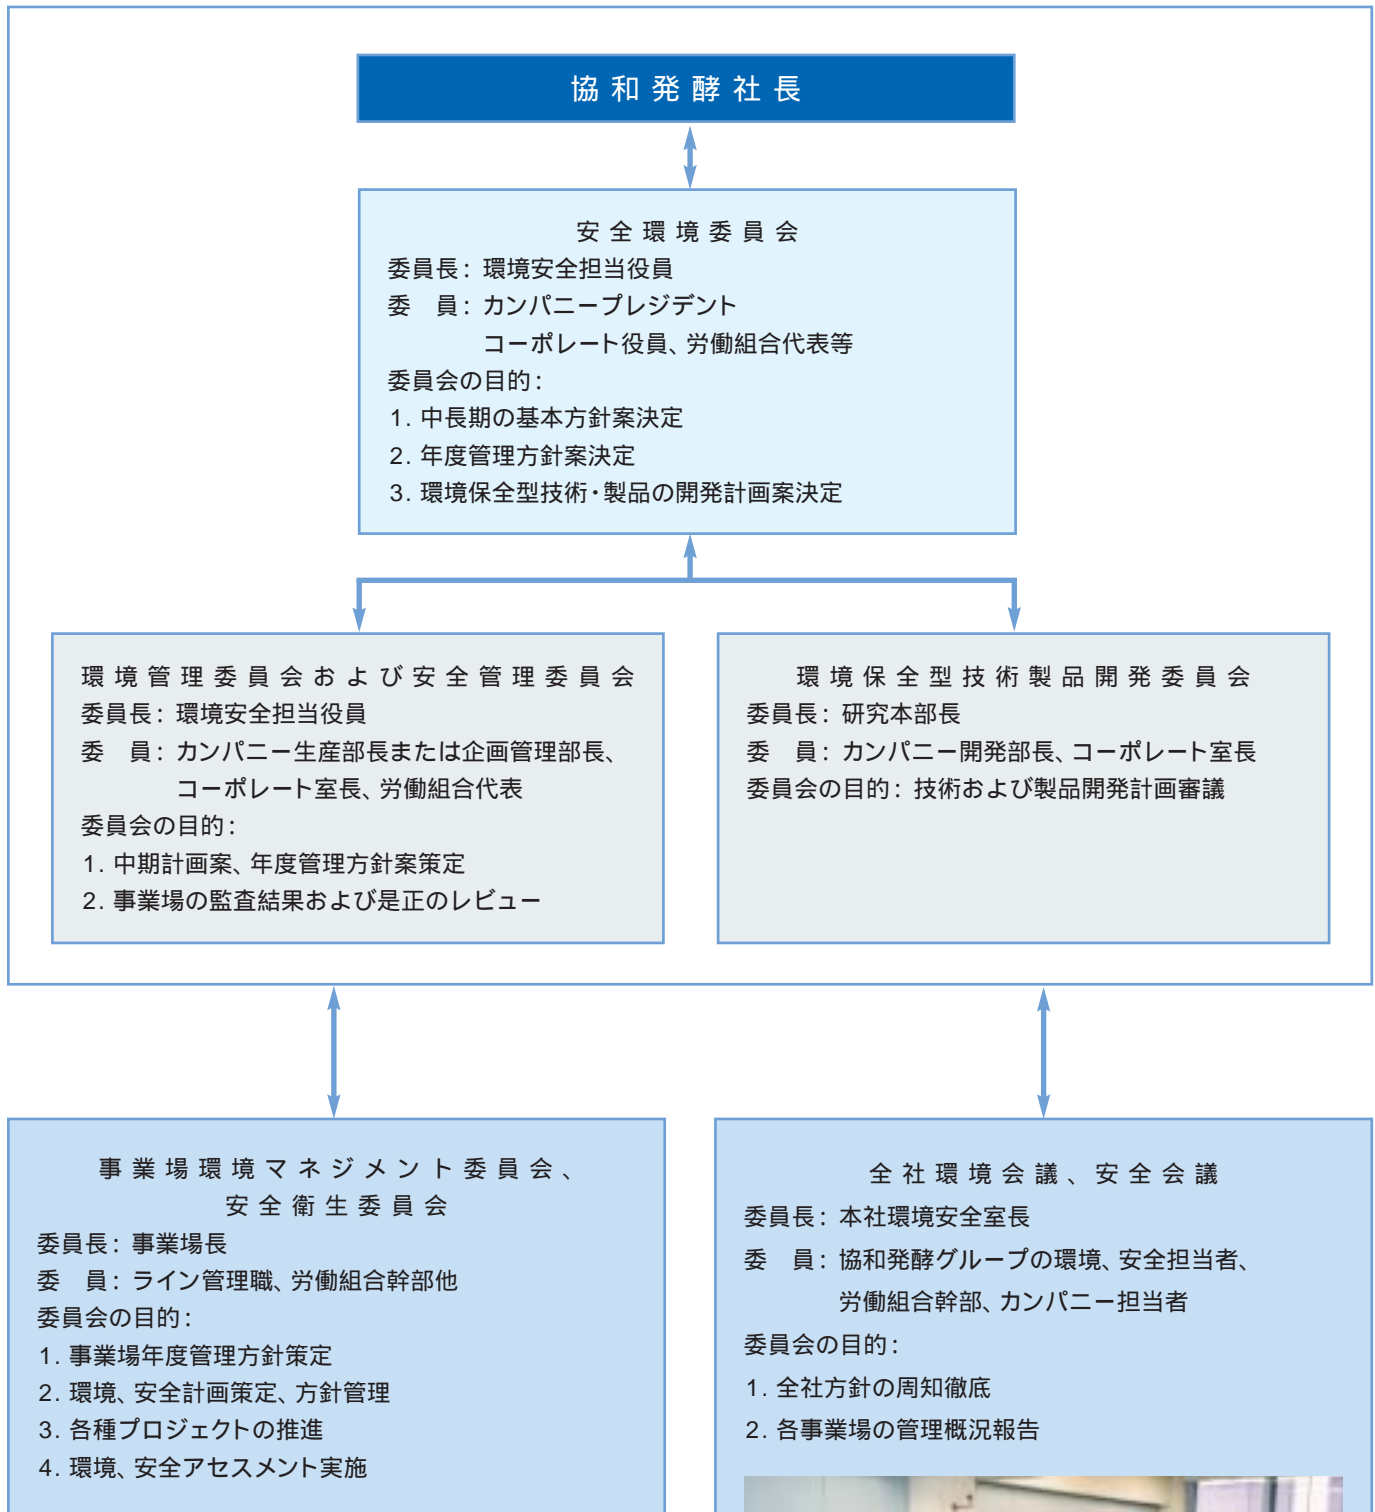 協和発酵社長
安全環境委員会
委員長：環境安全担当役員
委　員：カンパニープレジデント
コーポレート役員、労働組合代表等
委員会の目的：
1. 中長期の基本方針案決定
2. 年度管理方針案決定
3. 環境保全型技術・製品の開発計画案決定
環境管理委員会および安全管理委員会
委員長：環境安全担当役員
委　員：カンパニー生産部長または企画管理部長、
コーポレート室長、労働組合代表
委員会の目的：
1. 中期計画案、年度管理方針案策定
2. 事業場の監査結果および是正のレビュー
環境保全型技術製品開発委員会
委員長：研究本部長
委　員：カンパニー開発部長、コーポレート室長
委員会の目的：技術および製品開発計画審議
事業場環境マネジメント委員会、
安全衛生委員会
委員長：事業場長
委　員：ライン管理職、労働組合幹部他
委員会の目的：
1. 事業場年度管理方針策定
2. 環境、安全計画策定、方針管理
3. 各種プロジェクトの推進
4. 環境、安全アセスメント実施
全社環境会議、安全会議
委員長：本社環境安全室長
委　員：協和発酵グループの環境、安全担当者、
労働組合幹部、カンパニー担当者
委員会の目的：
1. 全社方針の周知徹底
2. 各事業場の管理概況報告